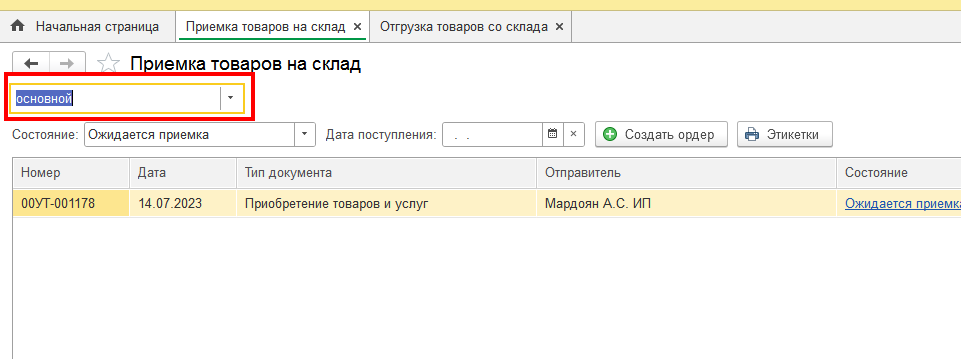 Начальная страница Приемка товаров на склад × Отгрузка товаров со склада ×
Приемка товаров на склад
основной
Состояние: Ожидается приемка Дата поступления: . . × Создать ордер Этикетки
Номер Дата Тип документа Отправитель Состояние
00УТ-001178 14.07.2023 Приобретение товаров и услуг Мардоян А.С. ИП Ожидается приемка